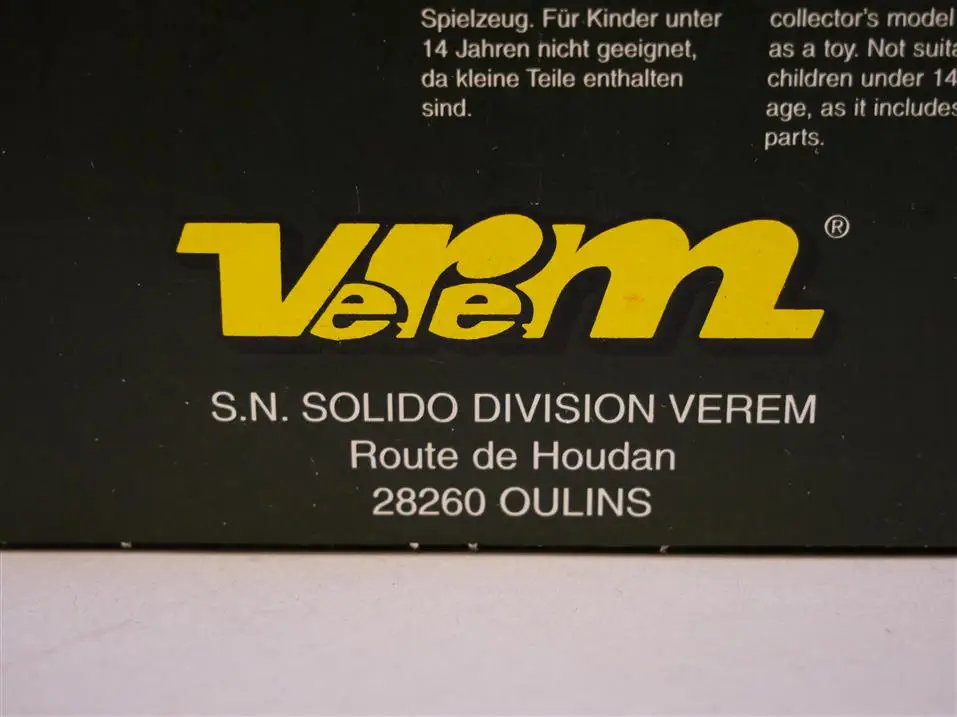 Spielzeug. Für Kinder unter
14 Jahren nicht geeignet,
da kleine Teile enthalten
sind.
collector's model
as a toy. Not
children under 14
age, as it includes
parts.
Verem ®
S.N. SOLIDO DIVISION VEREM
Route de Houdan
28260 OULINS